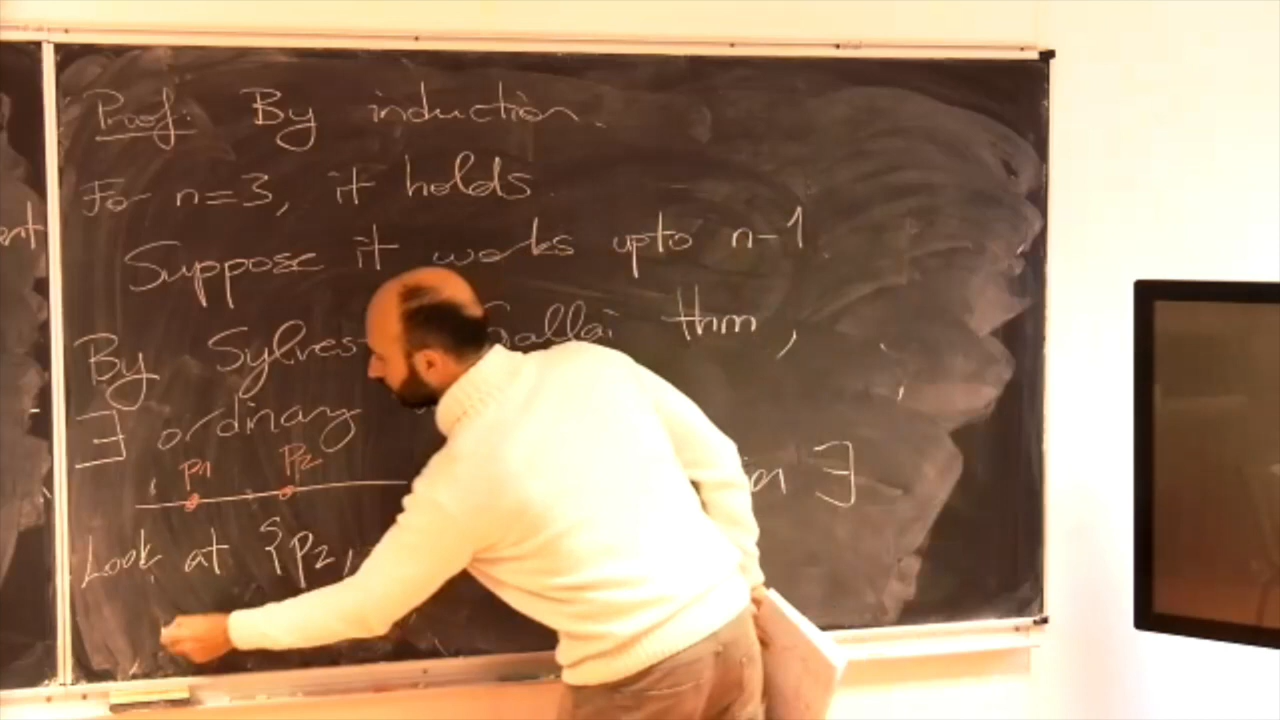 Proof: By induction.
For n=3, it holds.
Suppose it works upto n-1.
By Sylves Gallai thm,
∃ ordinary
p1 p2
∃
Look at {p2,